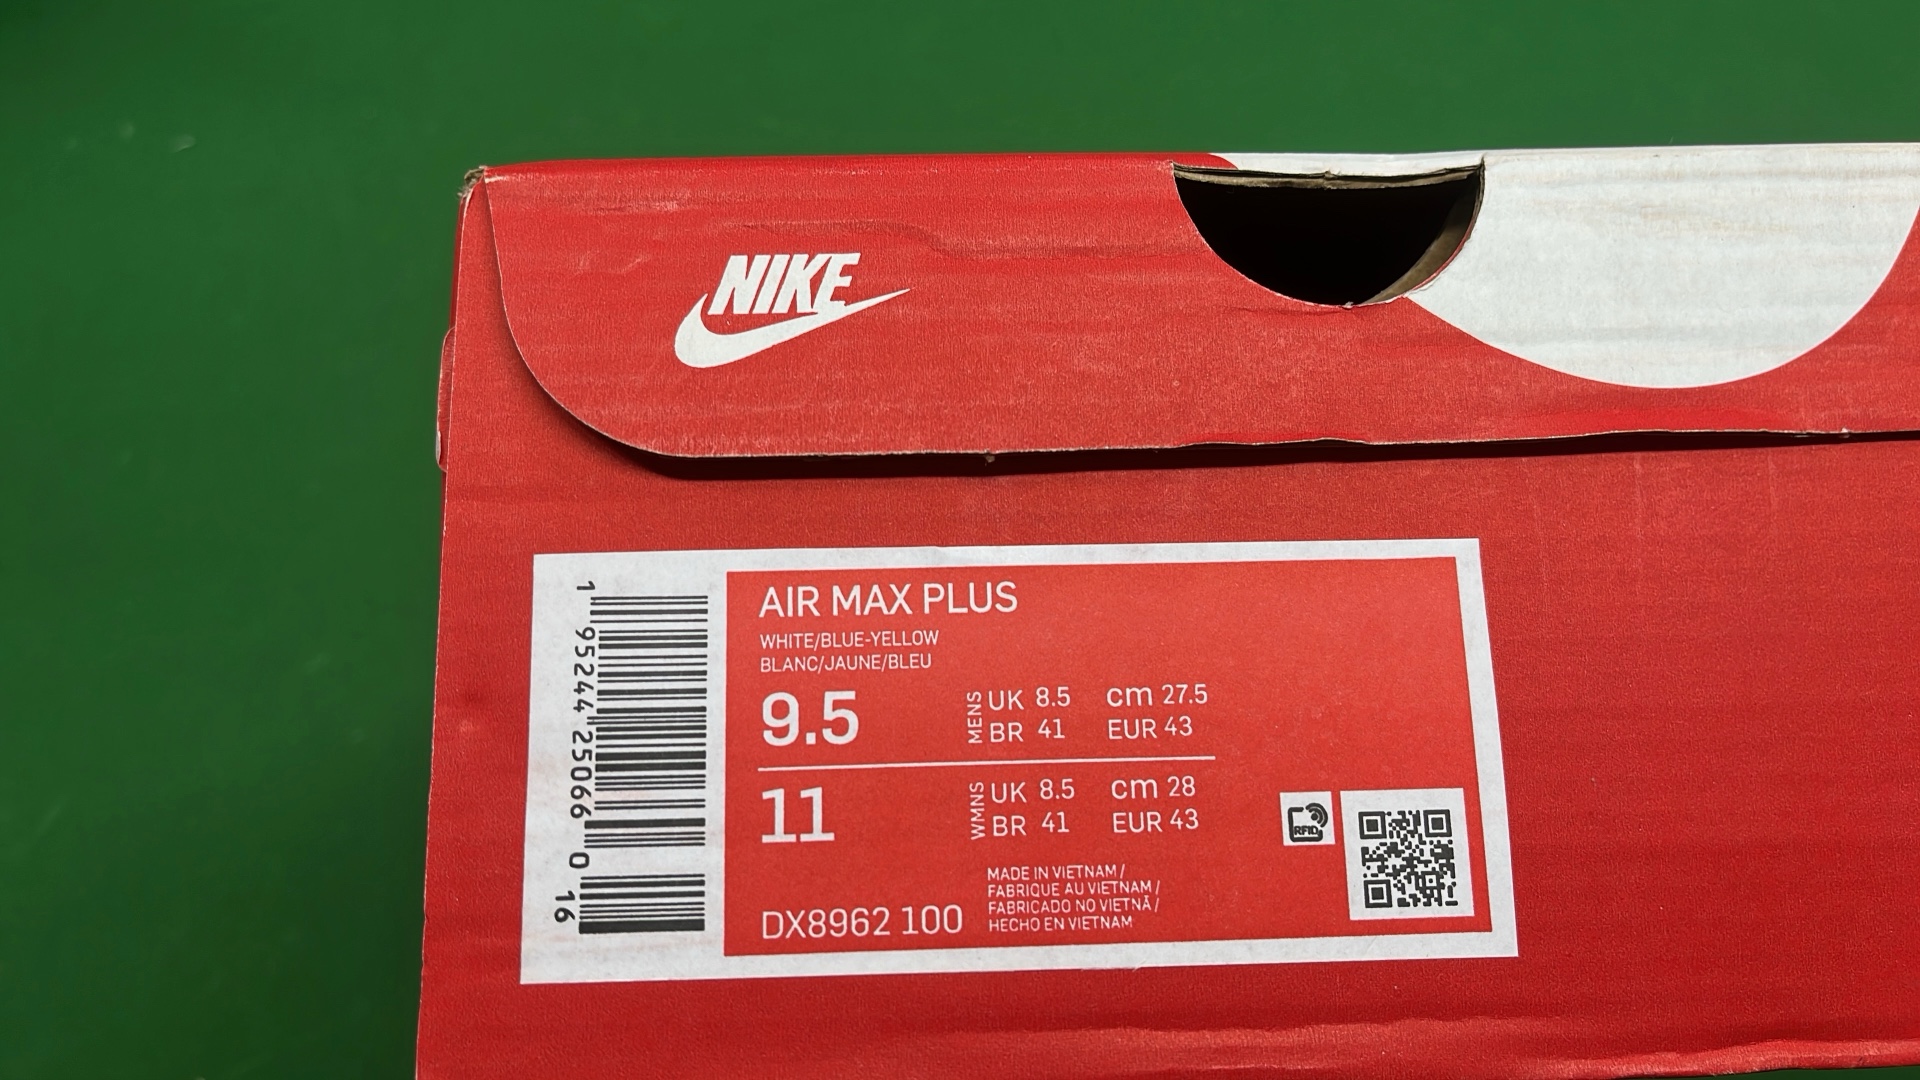 NIKE
1 95244 25066 0 16
AIR MAX PLUS
WHITE/BLUE-YELLOW
BLANC/JAUNE/BLEU
9.5 MENS UK 8.5 cm 27.5
BR 41 EUR 43
11 WMNS UK 8.5 cm 28
BR 41 EUR 43
DX8962 100
MADE IN VIETNAM /
FABRIQUE AU VIETNAM /
FABRICADO NO VIETNÃ /
HECHO EN VIETNAM
RFID